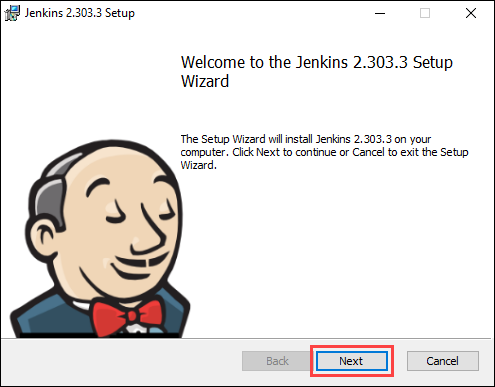 Jenkins 2.303.3 Setup
Welcome to the Jenkins 2.303.3 Setup
Wizard
The Setup Wizard will install Jenkins 2.303.3 on your
computer. Click Next to continue or Cancel to exit the Setup
Wizard.
Back
Next
Cancel